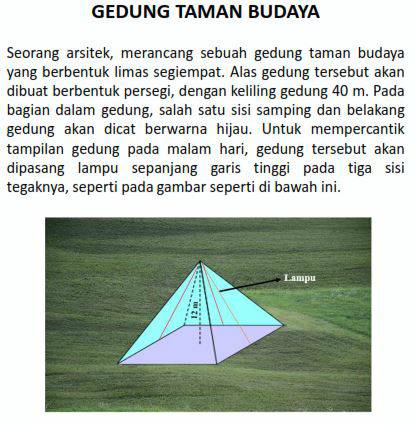 GEDUNG TAMAN BUDAYA
Seorang arsitek, merancang sebuah gedung taman budaya
yang berbentuk limas segiempat. Alas gedung tersebut akan
dibuat berbentuk persegi, dengan keliling gedung 40 m. Pada
bagian dalam gedung, salah satu sisi samping dan belakang
gedung akan dicat berwarna hijau. Untuk mempercantik
tampilan gedung pada malam hari, gedung tersebut akan
dipasang lampu sepanjang garis tinggi pada tiga sisi
tegaknya, seperti pada gambar seperti di bawah ini.
Lampu
12 m